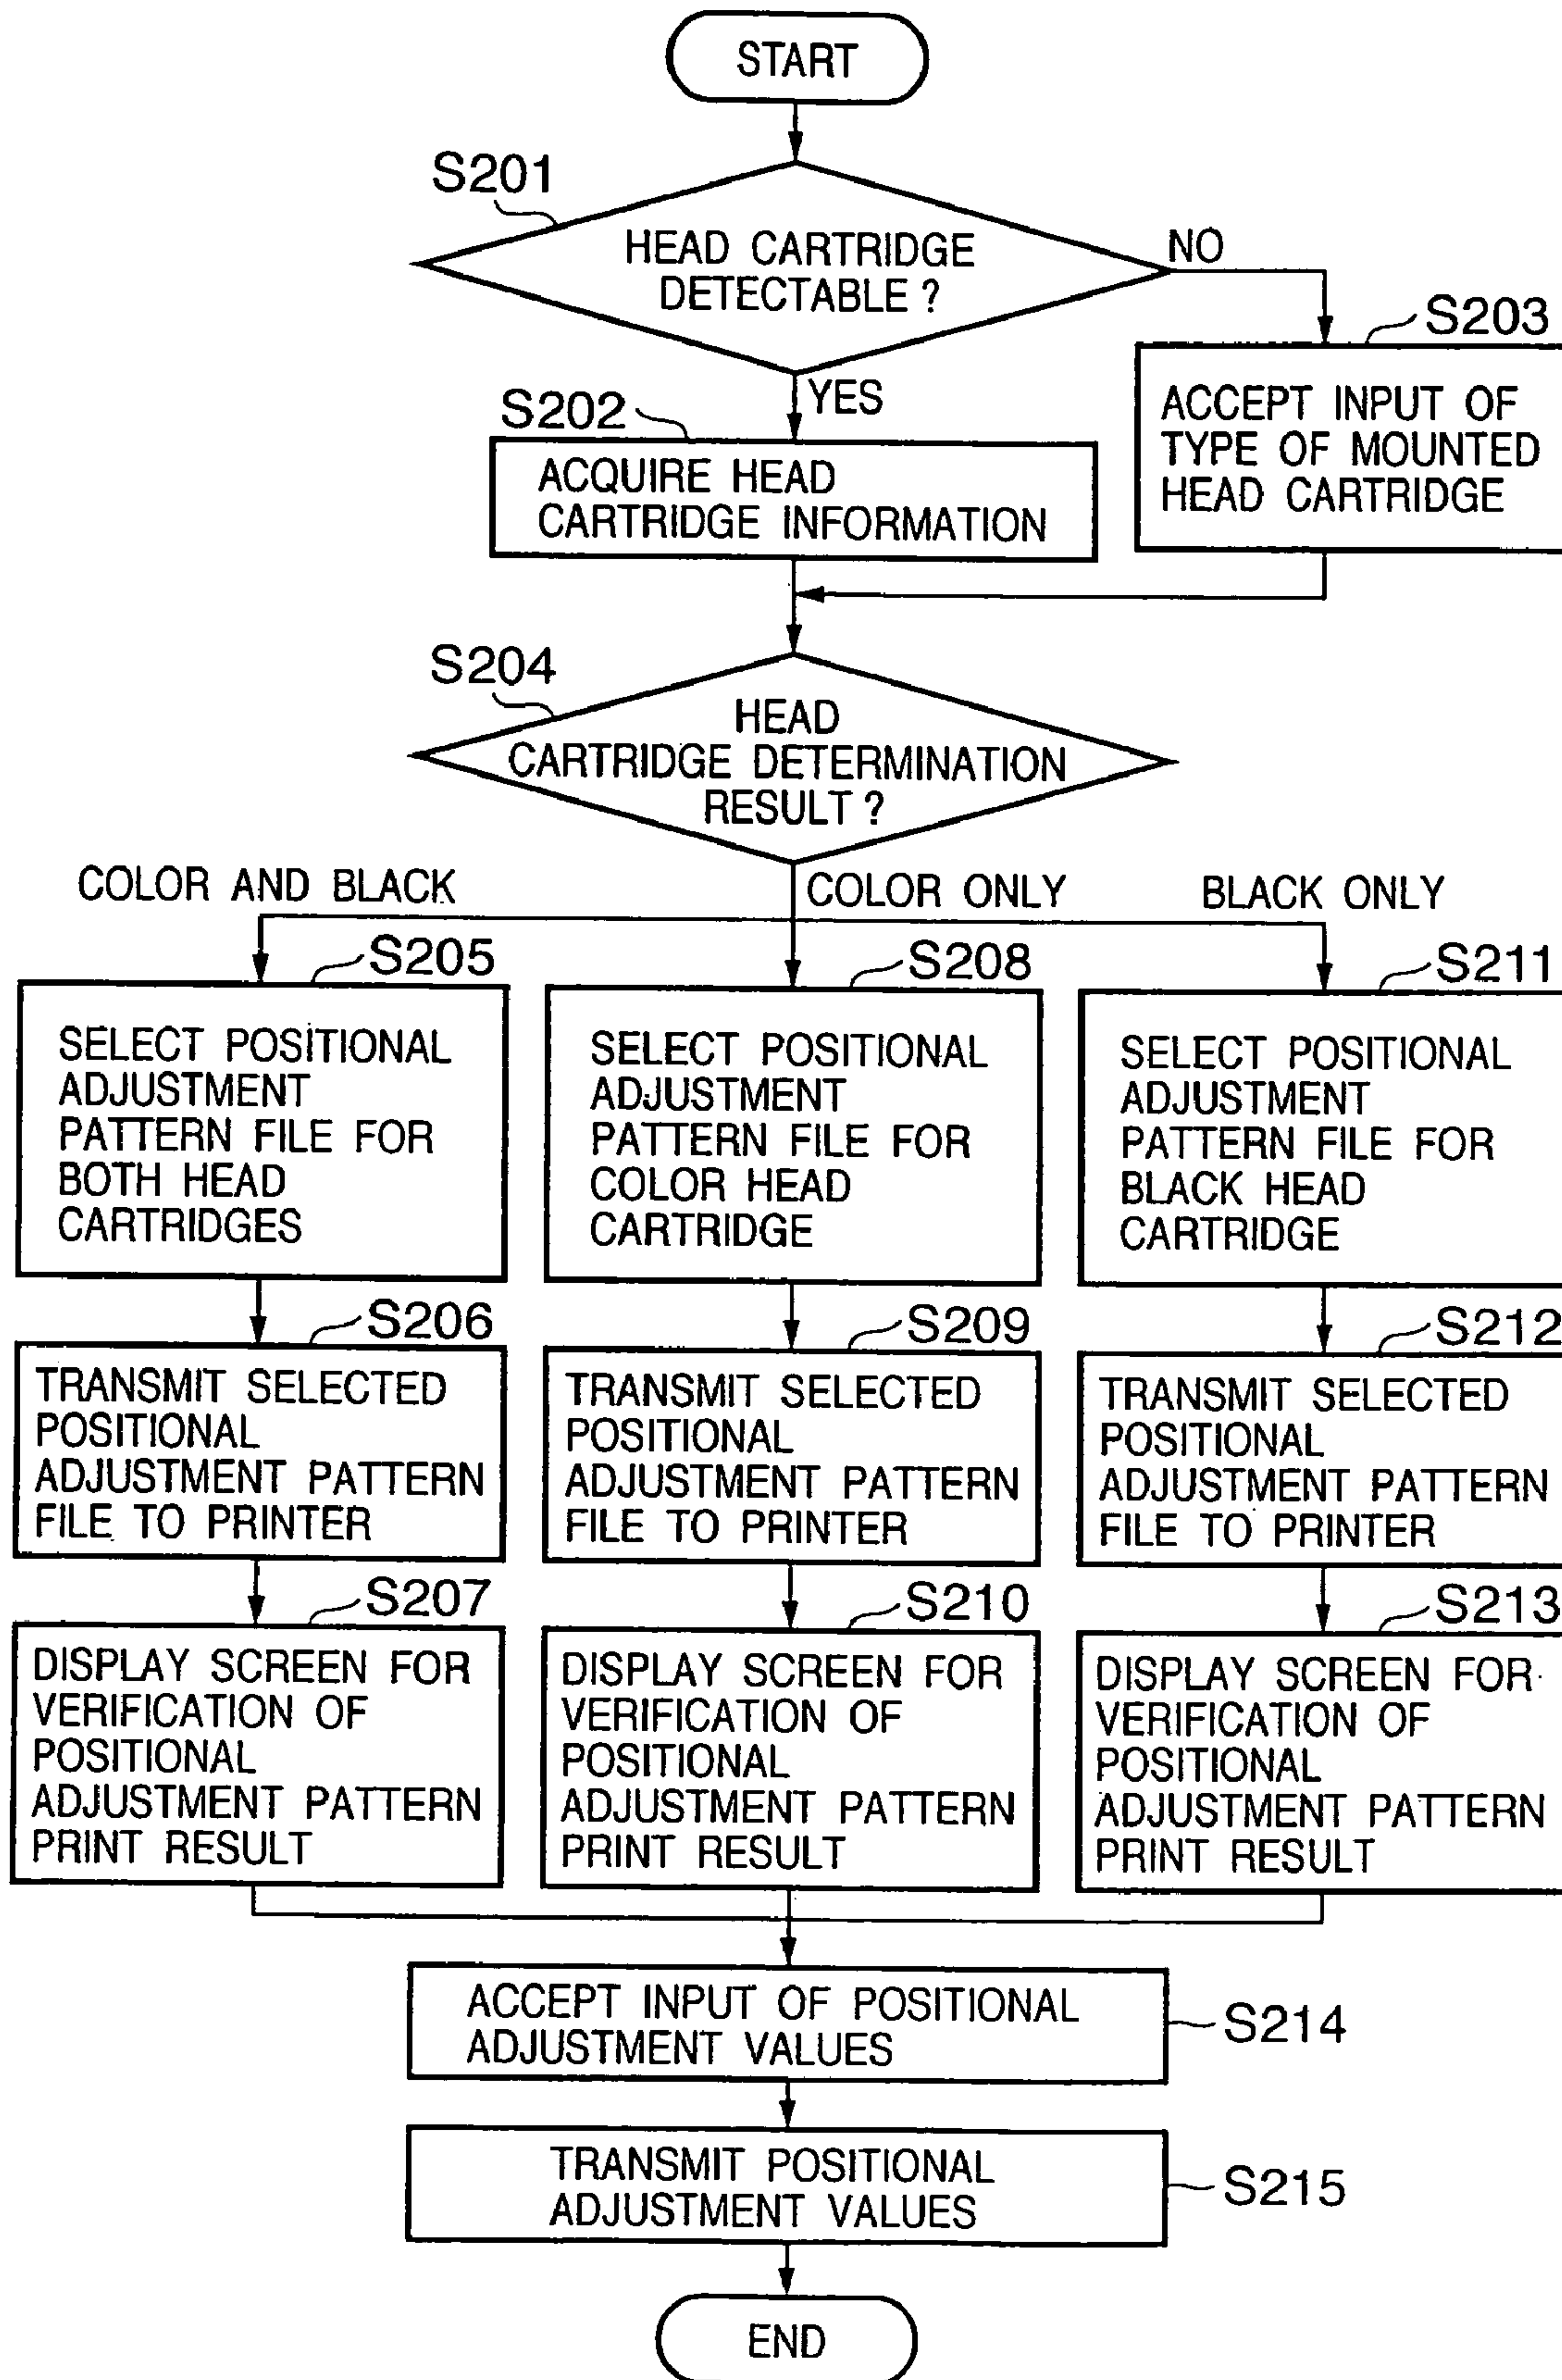 START
S201
HEAD CARTRIDGE
DETECTABLE ?
NO
YES
S202
ACQUIRE HEAD
CARTRIDGE INFORMATION
S203
ACCEPT INPUT OF
TYPE OF MOUNTED
HEAD CARTRIDGE
S204
HEAD
CARTRIDGE DETERMINATION
RESULT ?
COLOR AND BLACK
COLOR ONLY
BLACK ONLY
S205
SELECT POSITIONAL
ADJUSTMENT
PATTERN FILE FOR
BOTH HEAD
CARTRIDGES
S208
SELECT POSITIONAL
ADJUSTMENT
PATTERN FILE FOR
COLOR HEAD
CARTRIDGE
S211
SELECT POSITIONAL
ADJUSTMENT
PATTERN FILE FOR
BLACK HEAD
CARTRIDGE
S206
TRANSMIT SELECTED
POSITIONAL
ADJUSTMENT PATTERN
FILE TO PRINTER
S209
TRANSMIT SELECTED
POSITIONAL
ADJUSTMENT PATTERN
FILE TO PRINTER
S212
TRANSMIT SELECTED
POSITIONAL
ADJUSTMENT PATTERN
FILE TO PRINTER
S207
DISPLAY SCREEN FOR
VERIFICATION OF
POSITIONAL
ADJUSTMENT PATTERN
PRINT RESULT
S210
DISPLAY SCREEN FOR
VERIFICATION OF
POSITIONAL
ADJUSTMENT PATTERN
PRINT RESULT
S213
DISPLAY SCREEN FOR
VERIFICATION OF
POSITIONAL
ADJUSTMENT PATTERN
PRINT RESULT
ACCEPT INPUT OF POSITIONAL
ADJUSTMENT VALUES
S214
TRANSMIT POSITIONAL
ADJUSTMENT VALUES
S215
END